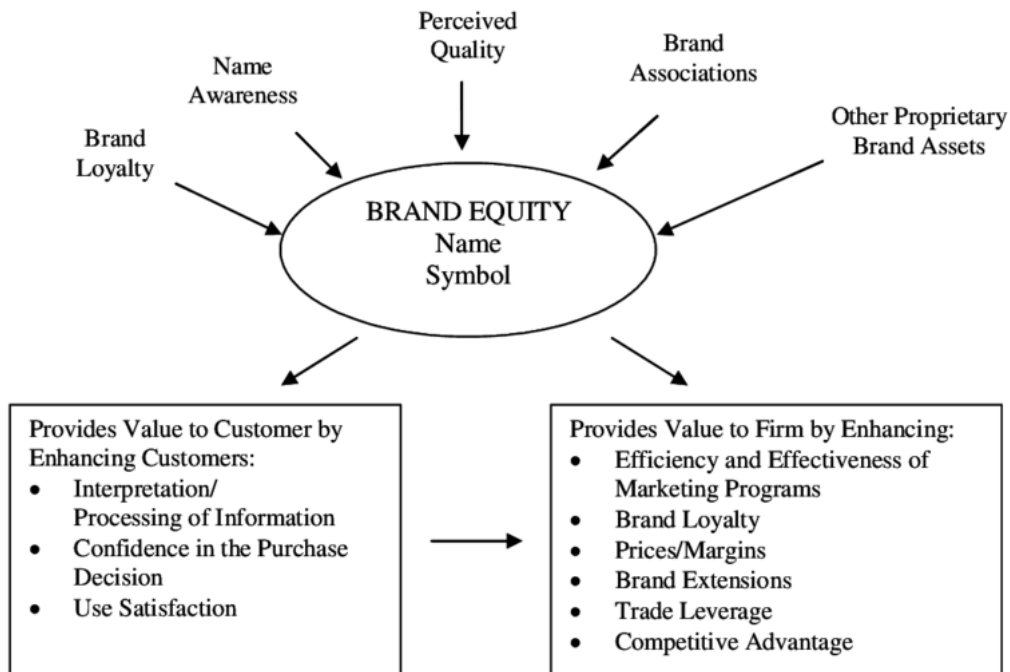 Perceived
Quality
Brand
Associations
Name
Awareness
Other Proprietary
Brand Assets
Brand
Loyalty
BRAND EQUITY
Name
Symbol
Provides Value to Customer by
Enhancing Customers:
• Interpretation/
Processing of Information
• Confidence in the Purchase
Decision
• Use Satisfaction
Provides Value to Firm by Enhancing:
• Efficiency and Effectiveness of
Marketing Programs
• Brand Loyalty
• Prices/Margins
• Brand Extensions
• Trade Leverage
• Competitive Advantage